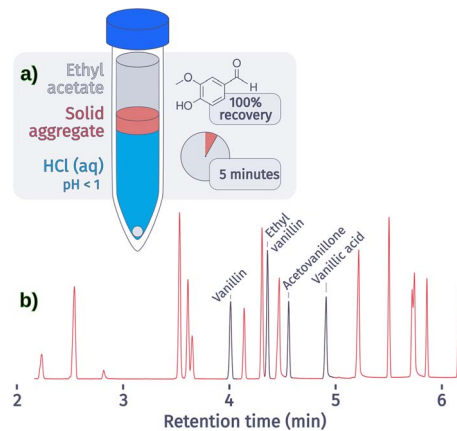 a)
Ethyl
acetate
Solid
aggregate
HCl (aq)
pH < 1
O
H
O
HO
100%
recovery
5 minutes
b)
Vanillin
Ethyl
vanillin
Acetovanillone
Vanillic acid
2 3 4 5 6
Retention time (min)